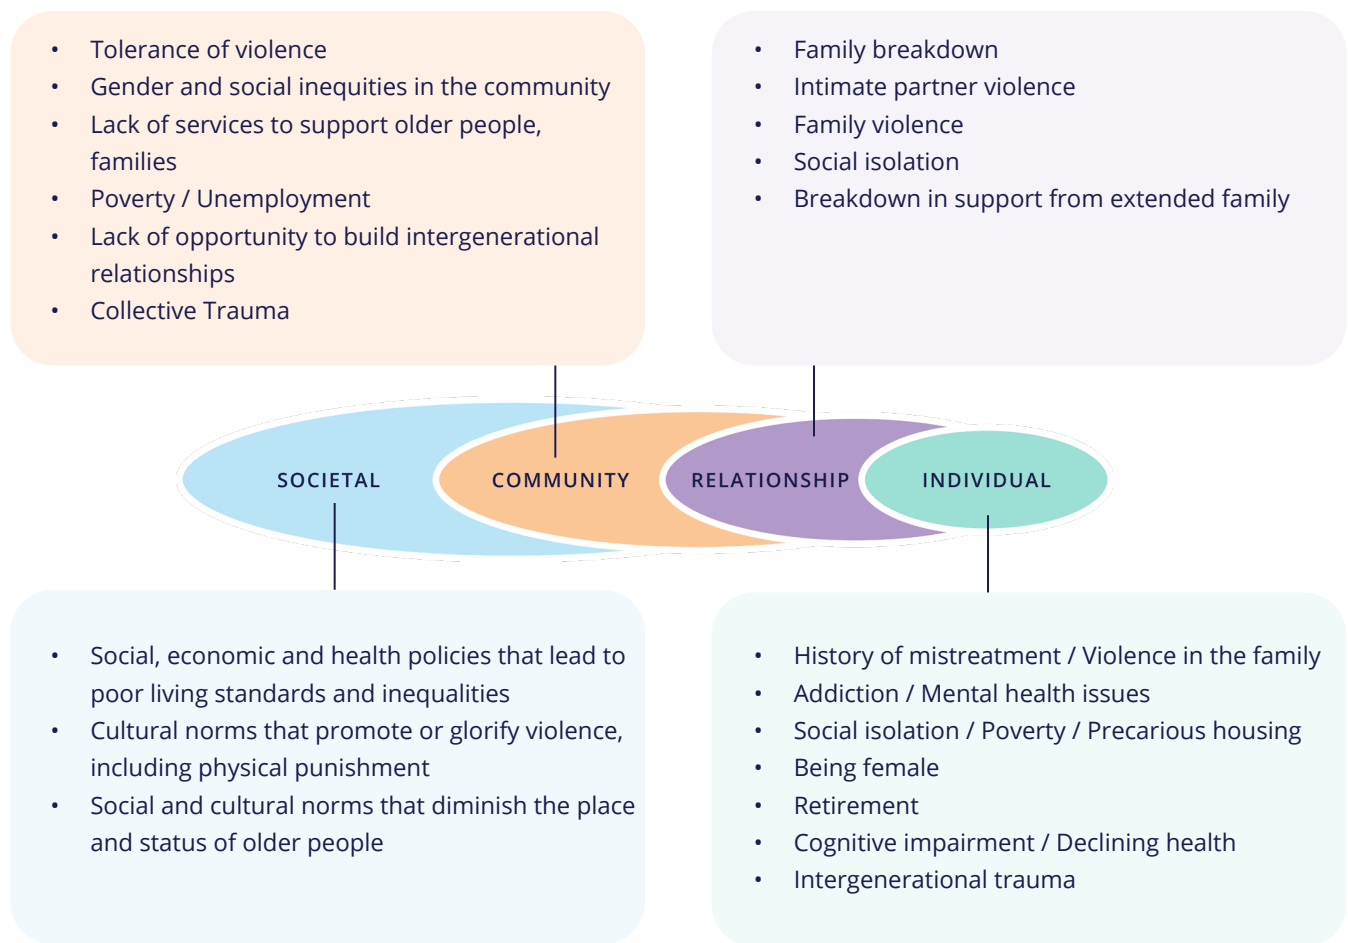 • Tolerance of violence
• Gender and social inequities in the community
• Lack of services to support older people,
families
• Poverty / Unemployment
• Lack of opportunity to build intergenerational
relationships
• Collective Trauma
• Family breakdown
• Intimate partner violence
• Family violence
• Social isolation
• Breakdown in support from extended family
SOCIETAL
COMMUNITY
RELATIONSHIP
INDIVIDUAL
• Social, economic and health policies that lead to
poor living standards and inequalities
• Cultural norms that promote or glorify violence,
including physical punishment
• Social and cultural norms that diminish the place
and status of older people
• History of mistreatment / Violence in the family
• Addiction / Mental health issues
• Social isolation / Poverty / Precarious housing
• Being female
• Retirement
• Cognitive impairment / Declining health
• Intergenerational trauma